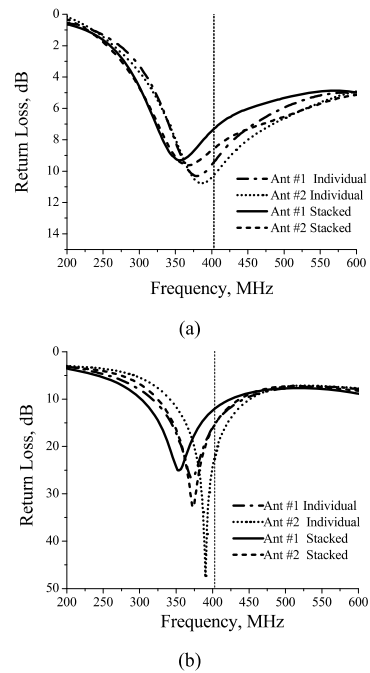 0
2
4
6
8
10
12
14
Return Loss, dB
Ant #1 Individual
Ant #2 Individual
Ant #1 Stacked
Ant #2 Stacked
200 250 300 350 400 450 500 550 600
Frequency, MHz
(a)
0
10
20
30
40
50
Return Loss, dB
Ant #1 Individual
Ant #2 Individual
Ant #1 Stacked
Ant #2 Stacked
200 250 300 350 400 450 500 550 600
Frequency, MHz
(b)